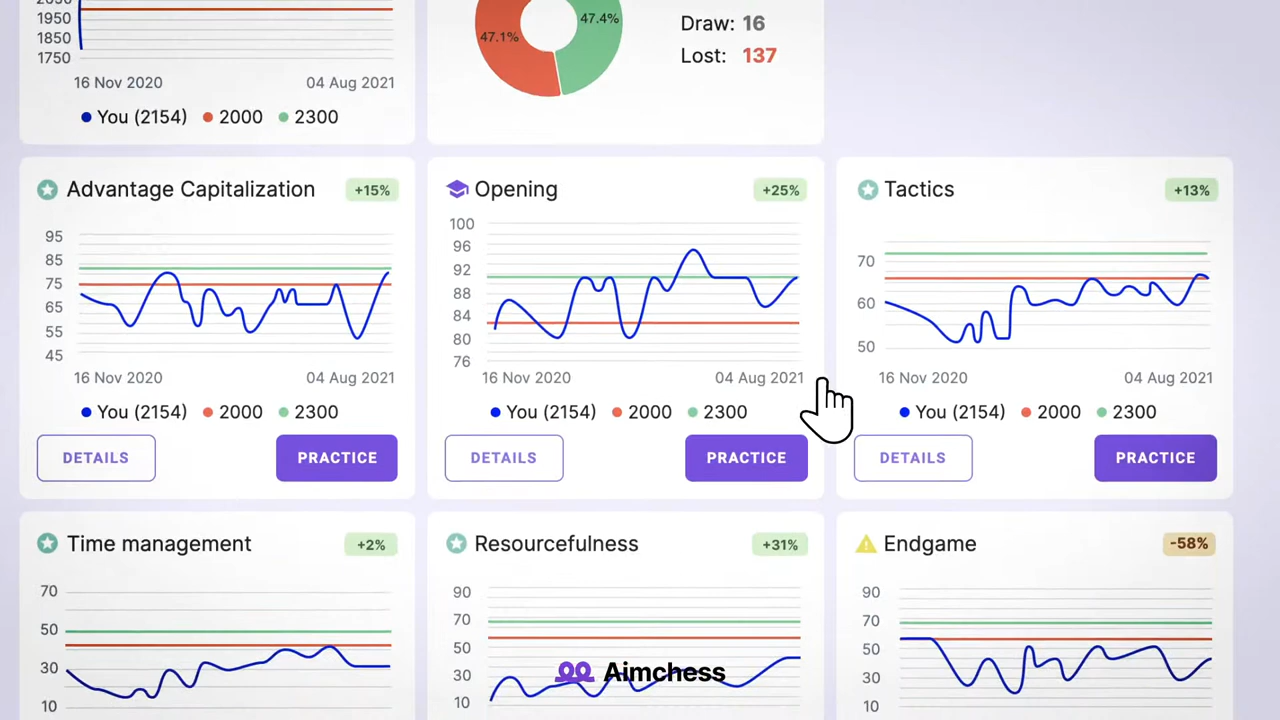 2050
1950
1850
1750
16 Nov 2020 04 Aug 2021
You (2154) 2000 2300
47.1% 47.4%
Draw: 16
Lost: 137
Advantage Capitalization +15%
95
85
75
65
55
45
16 Nov 2020 04 Aug 2021
You (2154) 2000 2300
DETAILS PRACTICE
Opening +25%
100
96
92
88
84
80
76
16 Nov 2020 04 Aug 2021
You (2154) 2000 2300
DETAILS PRACTICE
Tactics +13%
70
60
50
16 Nov 2020 04 Aug 2021
You (2154) 2000 2300
DETAILS PRACTICE
Time management +2%
70
50
30
10
Resourcefulness +31%
90
70
50
30
10
Aimchess
Endgame -58%
90
70
50
30
10